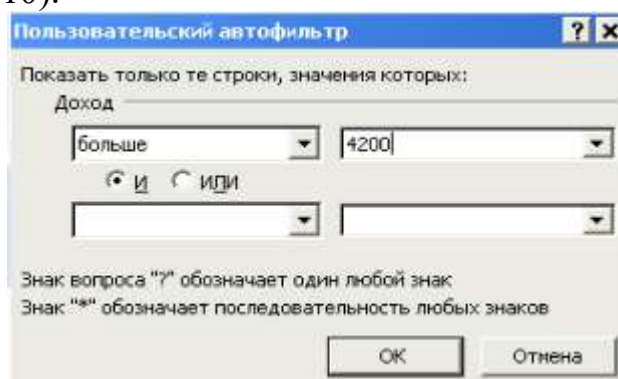 10).
Пользовательский автофильтр ? ×
Показать только те строки, значения которых:
Доход
больше 4200
И ИЛИ
Знак вопроса "?" обозначает один любой знак
Знак "*" обозначает последовательность любых знаков
ОК Отмена